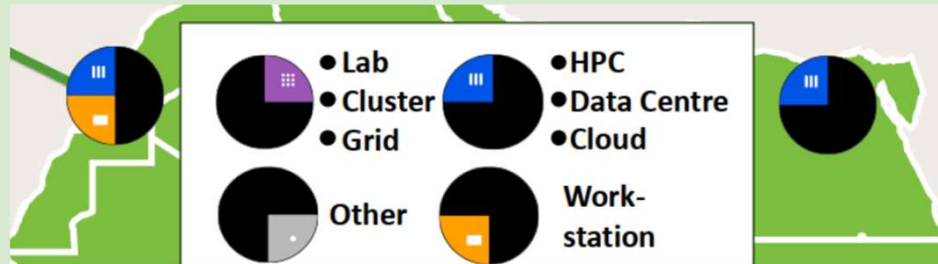 ● Lab
● Cluster
● Grid
● HPC
● Data Centre
● Cloud
Other
Work-
station